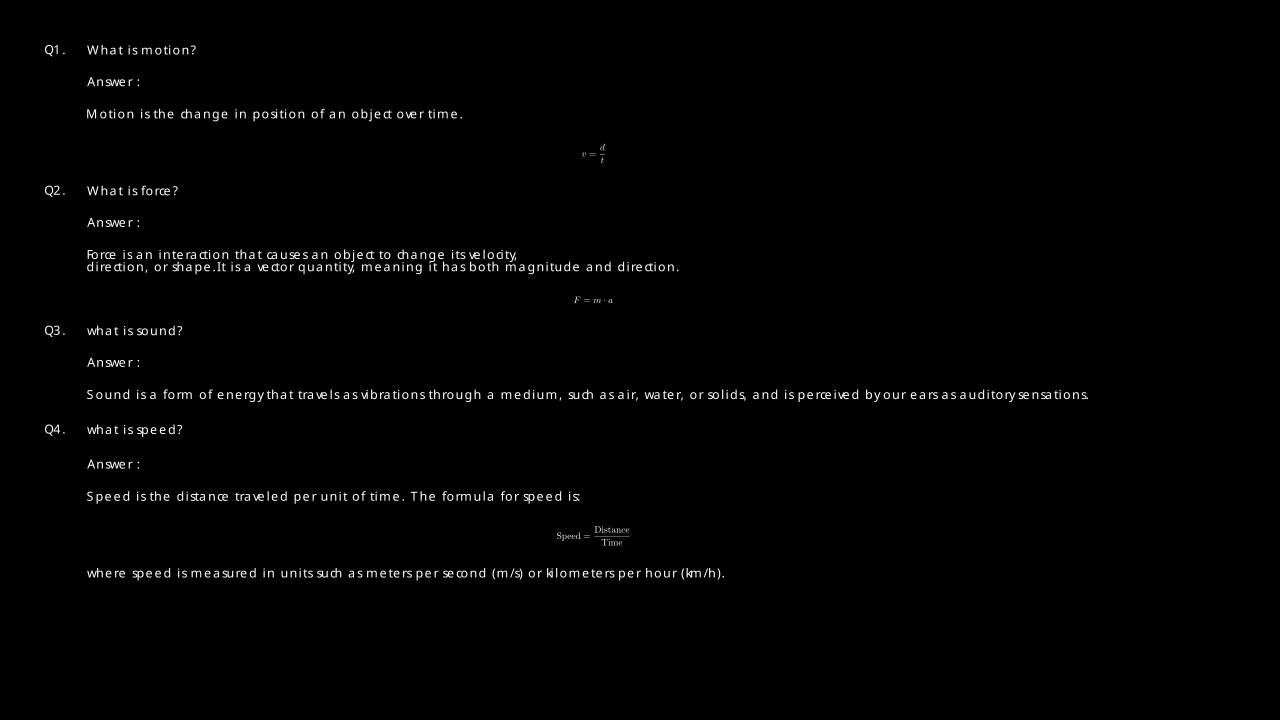 Q1. What is motion?
Answer :
Motion is the change in position of an object over time.
v = d/t
Q2. What is force?
Answer :
Force is an interaction that causes an object to change its velocity,
direction, or shape.It is a vector quantity, meaning it has both magnitude and direction.
F = m · a
Q3. what is sound?
Answer :
Sound is a form of energy that travels as vibrations through a medium, such as air, water, or solids, and is perceived by our ears as auditory sensations.
Q4. what is speed?
Answer :
Speed is the distance traveled per unit of time. The formula for speed is:
Speed = Distance/Time
where speed is measured in units such as meters per second (m/s) or kilometers per hour (km/h).